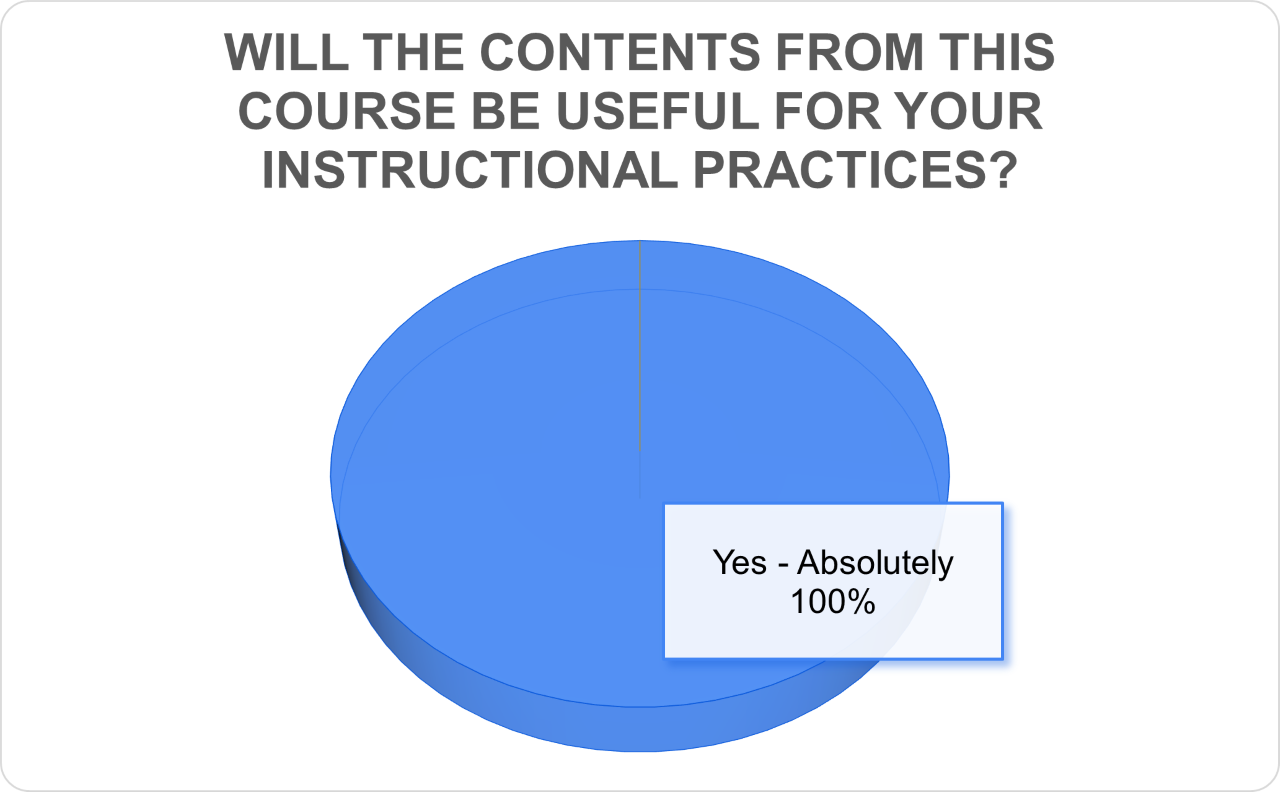 WILL THE CONTENTS FROM THIS
COURSE BE USEFUL FOR YOUR
INSTRUCTIONAL PRACTICES?
Yes - Absolutely
100%